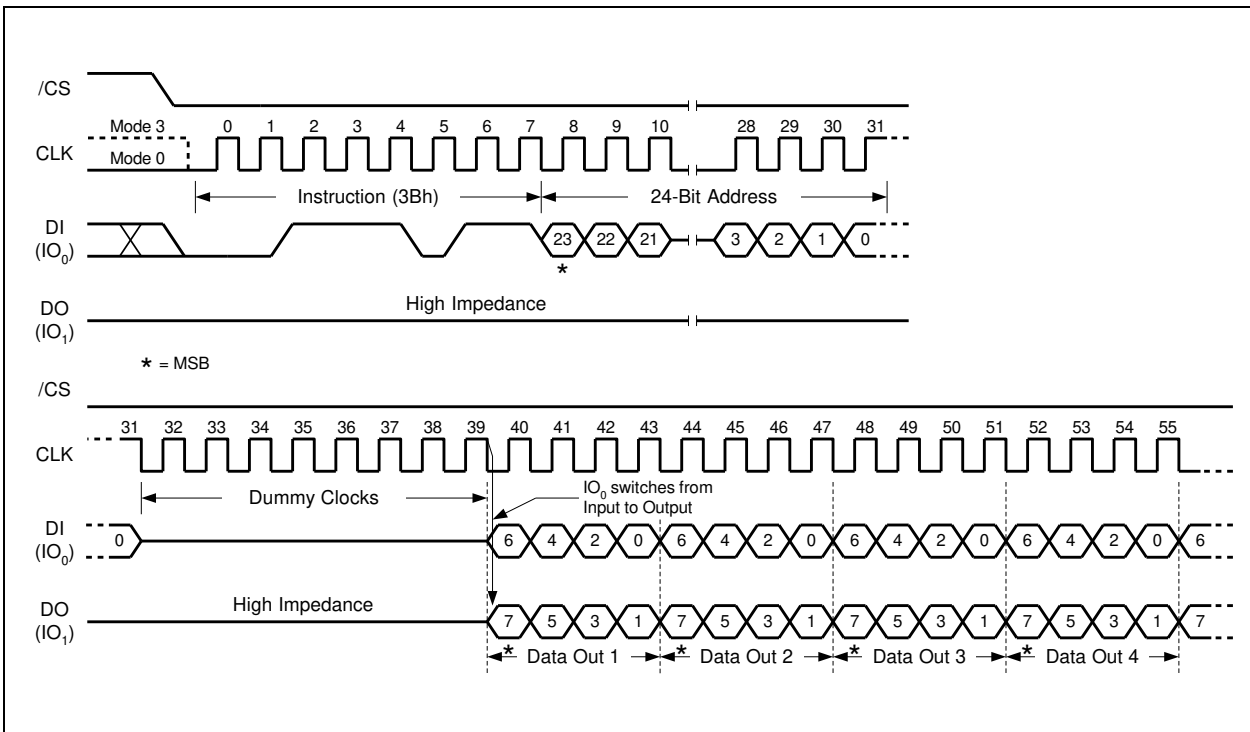 /CS
Mode 3 0 1 2 3 4 5 6 7 8 9 10 28 29 30 31
CLK
Mode 0
Instruction (3Bh) 24-Bit Address
DI
(IO0) 23 22 21 3 2 1 0
*
DO
(IO1) High Impedance
* = MSB
/CS
31 32 33 34 35 36 37 38 39 40 41 42 43 44 45 46 47 48 49 50 51 52 53 54 55
CLK
Dummy Clocks
IO0 switches from
Input to Output
DI
(IO0) 0 6 4 2 0 6 4 2 0 6 4 2 0 6 4 2 0 6
DO
(IO1) High Impedance 7 5 3 1 7 5 3 1 7 5 3 1 7 5 3 1 7
* Data Out 1 * Data Out 2 * Data Out 3 * Data Out 4